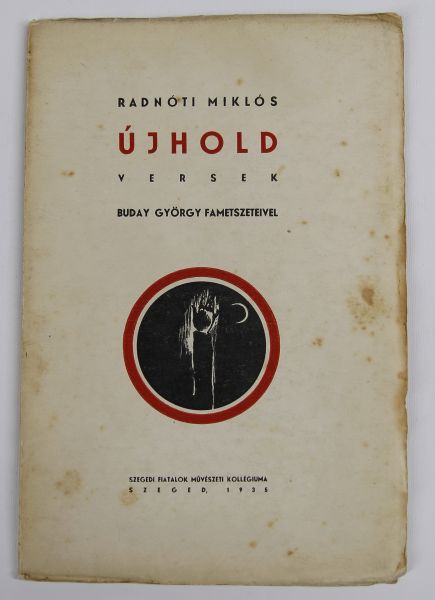 RADNÓTI MIKLÓS
ÚJHOLD
VERSEK
BUDAY GYÖRGY FAMETSZETEIVEL
SZEGEDI FIATALOK MŰVÉSZETI KOLLÉGIUMA
SZEGED, 1935